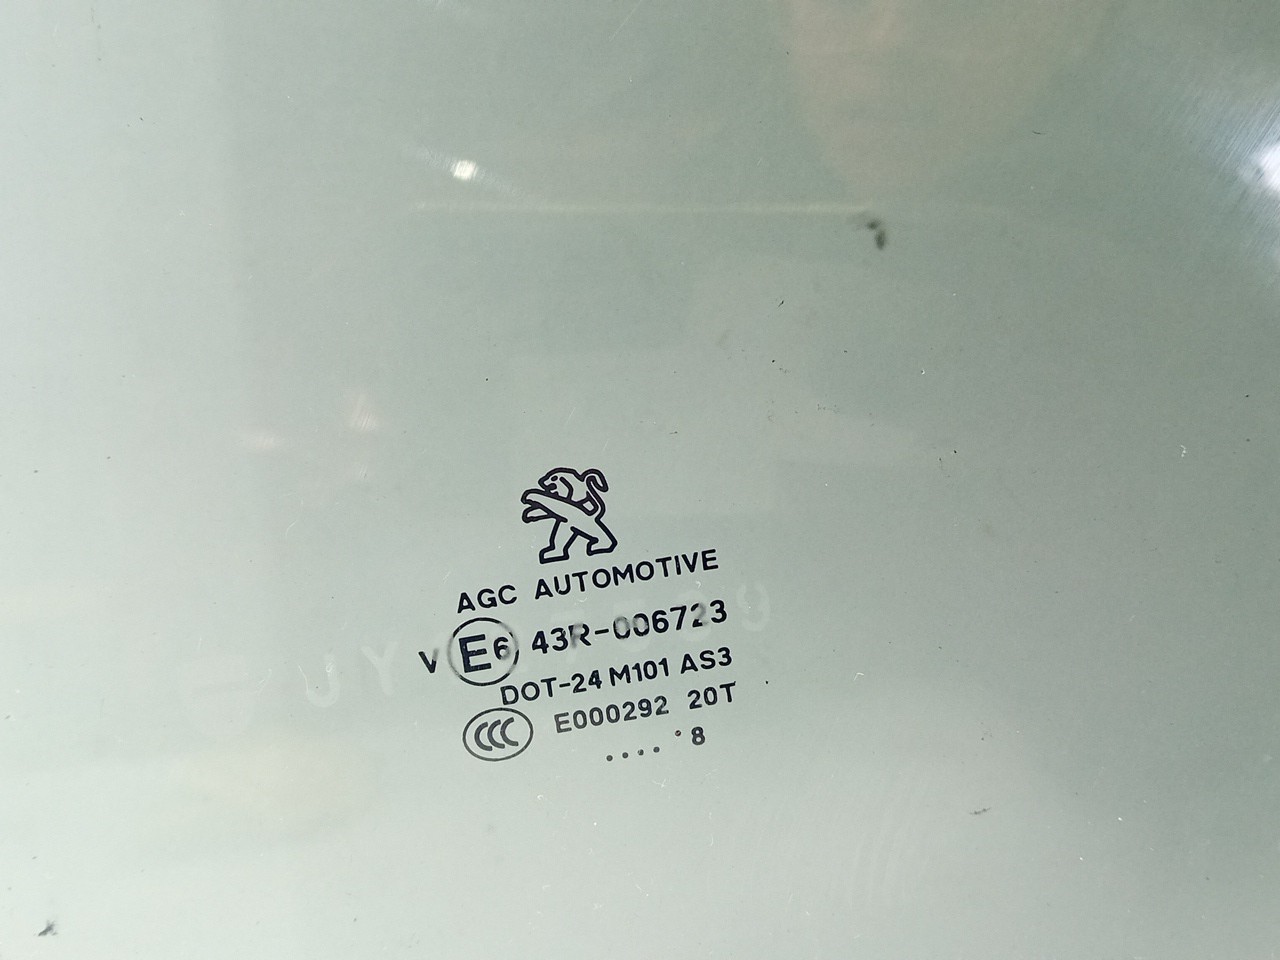 AGC AUTOMOTIVE
V E6 43R-006723
DOT-24 M101 AS3
CCC E000292 20T
.... . 8